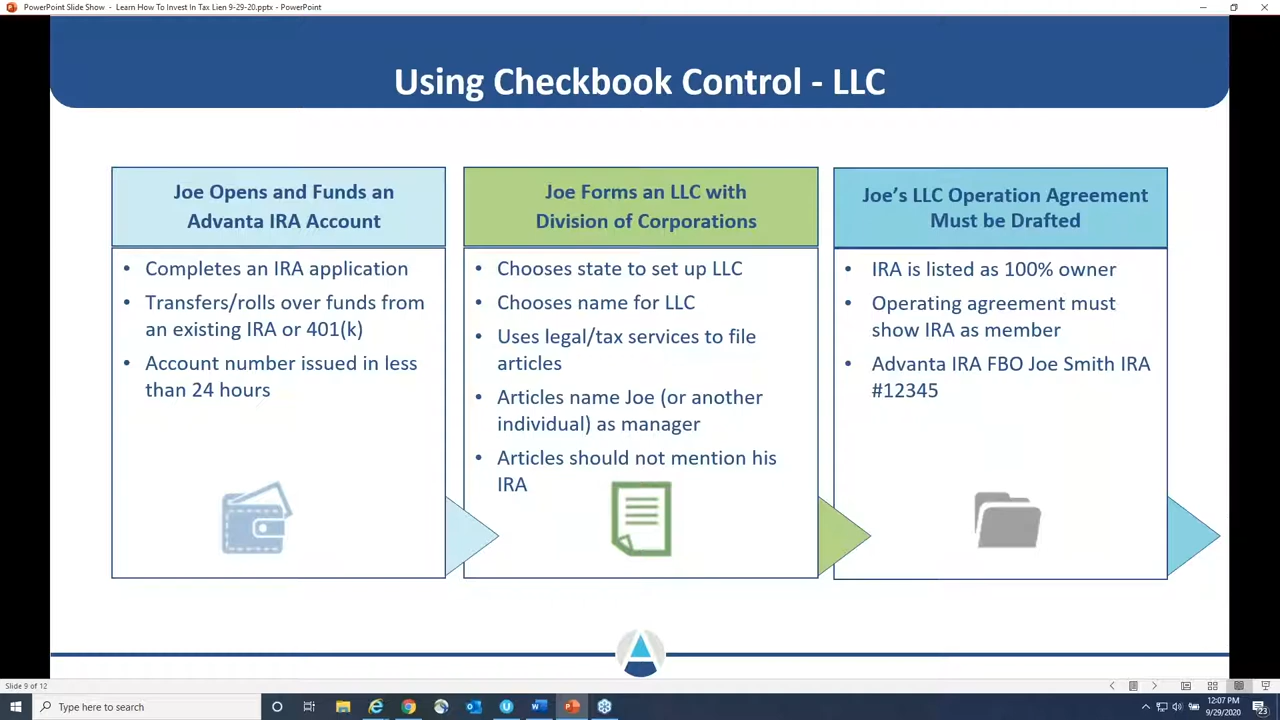 PowerPoint Slide Show - Learn How To Invest In Tax Lien 9-29-20.pptx - PowerPoint
Using Checkbook Control - LLC
Joe Opens and Funds an
Advanta IRA Account
• Completes an IRA application
• Transfers/rolls over funds from
an existing IRA or 401(k)
• Account number issued in less
than 24 hours
Joe Forms an LLC with
Division of Corporations
• Chooses state to set up LLC
• Chooses name for LLC
• Uses legal/tax services to file
articles
• Articles name Joe (or another
individual) as manager
• Articles should not mention his
IRA
Joe's LLC Operation Agreement
Must be Drafted
• IRA is listed as 100% owner
• Operating agreement must
show IRA as member
• Advanta IRA FBO Joe Smith IRA
#12345
Slide 9 of 12
Type here to search
12:07 PM
9/29/2020
23